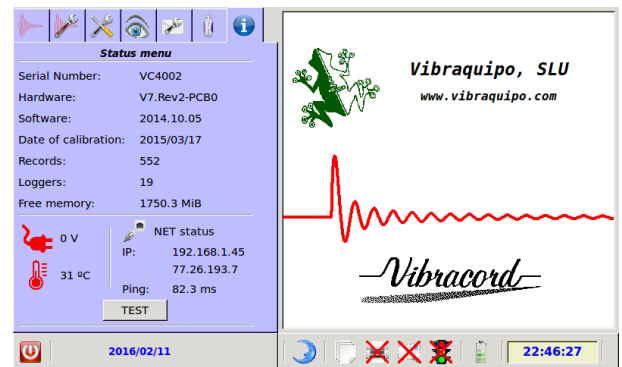 Status menu
Serial Number: VC4002
Hardware: V7.Rev2-PCB0
Software: 2014.10.05
Date of calibration: 2015/03/17
Records: 552
Loggers: 19
Free memory: 1750.3 MiB
0 V
NET status
IP: 192.168.1.45
77.26.193.7
31 ºC
Ping: 82.3 ms
TEST
2016/02/11
Vibraquipo, SLU
www.vibraquipo.com
Vibracord
22:46:27